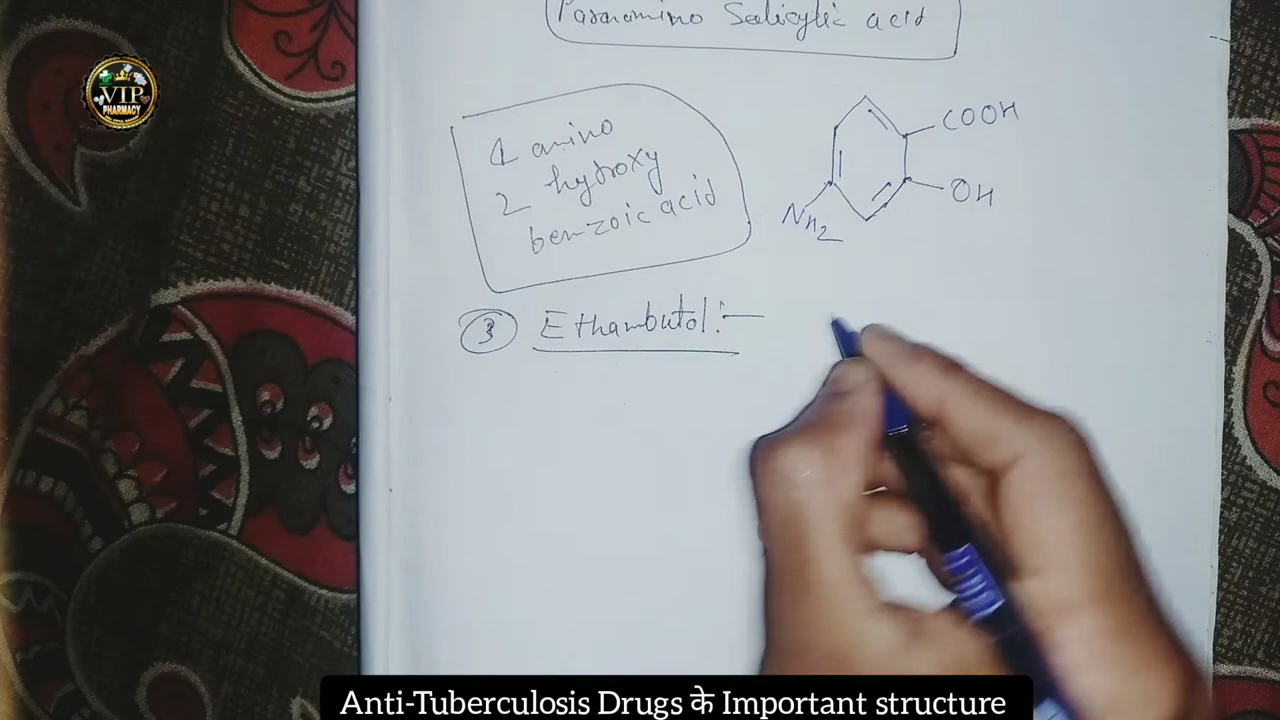 Paraamino Salicylic acid
VIP
PHARMACY
4 amino
2 hydroxy
benzoic acid
COOH
OH
NH2
3 Ethambutol:—
Anti-Tuberculosis Drugs के Important structure